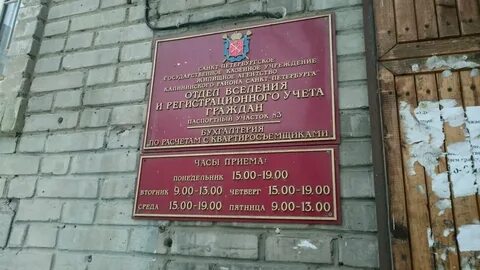 САНКТ-ПЕТЕРБУРГСКОЕ
ГОСУДАРСТВЕННОЕ КАЗЕННОЕ УЧРЕЖДЕНИЕ
ЖИЛИЩНОЕ АГЕНТСТВО
КАЛИНИНСКОГО РАЙОНА САНКТ-ПЕТЕРБУРГА"
ОТДЕЛ ВСЕЛЕНИЯ
И РЕГИСТРАЦИОННОГО УЧЕТА
ГРАЖДАН
ПАСПОРТНЫЙ УЧАСТОК 83
БУХГАЛТЕРИЯ
ПО РАСЧЕТАМ С КВАРТИРОСЪЕМЩИКАМИ
ЧАСЫ ПРИЕМА:
ПОНЕДЕЛЬНИК 15.00-19.00
ВТОРНИК 9.00-13.00 ЧЕТВЕРГ 15.00-19.00
СРЕДА 15.00-19.00 ПЯТНИЦА 9.00-13.00